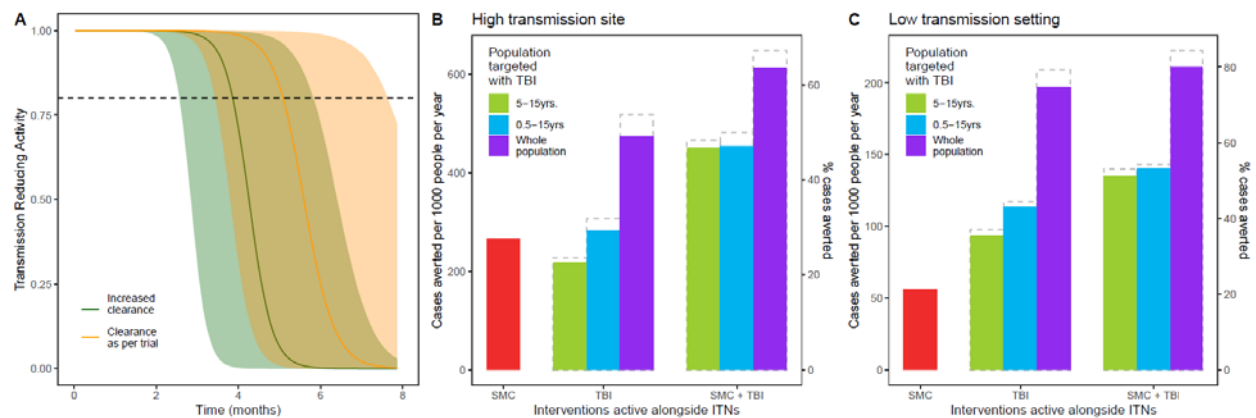 A
1.00
0.75
0.50
0.25
0.00
Transmission Reducing Activity
Increased
clearance
Clearance
as per trial
0
2
4
6
8
Time (months)
B
High transmission site
Population
targeted
with TBI
5−15yrs.
0.5−15yrs
Whole
population
600
400
200
0
Cases averted per 1000 people per year
60
40
20
0
% cases averted
SMC
TBI
SMC + TBI
Interventions active alongside ITNs
C
Low transmission setting
Population
targeted
with TBI
5−15yrs.
0.5−15yrs
Whole
population
200
150
100
50
0
Cases averted per 1000 people per year
80
60
40
20
0
% cases averted
SMC
TBI
SMC + TBI
Interventions active alongside ITNs